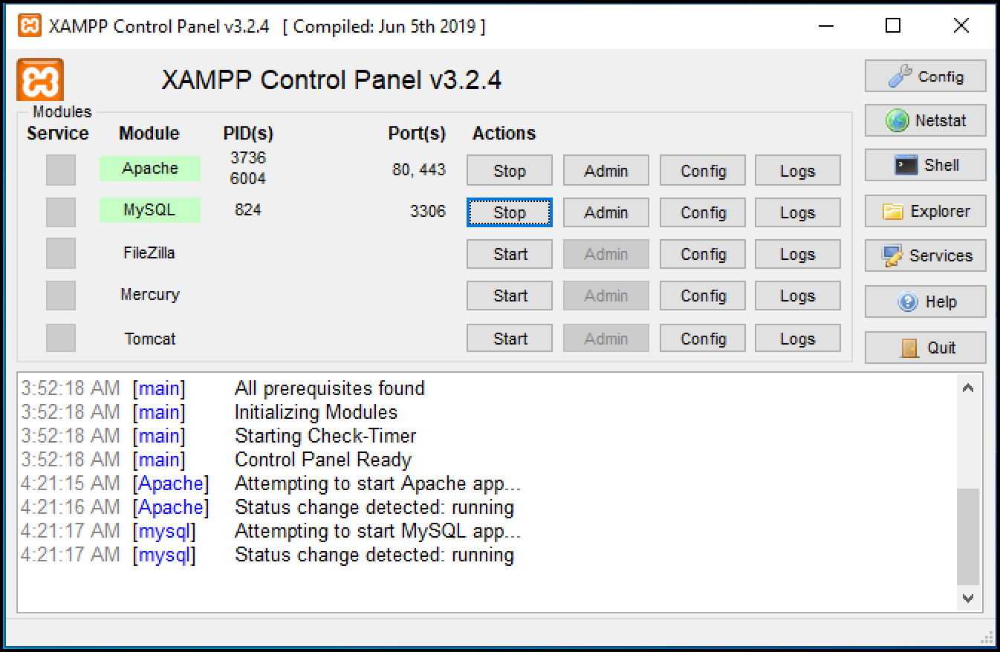 XAMPP Control Panel v3.2.4 [ Compiled: Jun 5th 2019 ]
XAMPP Control Panel v3.2.4
Config
Modules
Service Module PID(s) Port(s) Actions
Netstat
Apache 3736 6004 80, 443 Stop Admin Config Logs
Shell
MySQL 824 3306 Stop Admin Config Logs
Explorer
FileZilla Start Admin Config Logs
Services
Mercury Start Admin Config Logs
Help
Tomcat Start Admin Config Logs
Quit
3:52:18 AM [main] All prerequisites found
3:52:18 AM [main] Initializing Modules
3:52:18 AM [main] Starting Check-Timer
3:52:18 AM [main] Control Panel Ready
4:21:15 AM [Apache] Attempting to start Apache app...
4:21:16 AM [Apache] Status change detected: running
4:21:17 AM [mysql] Attempting to start MySQL app...
4:21:17 AM [mysql] Status change detected: running